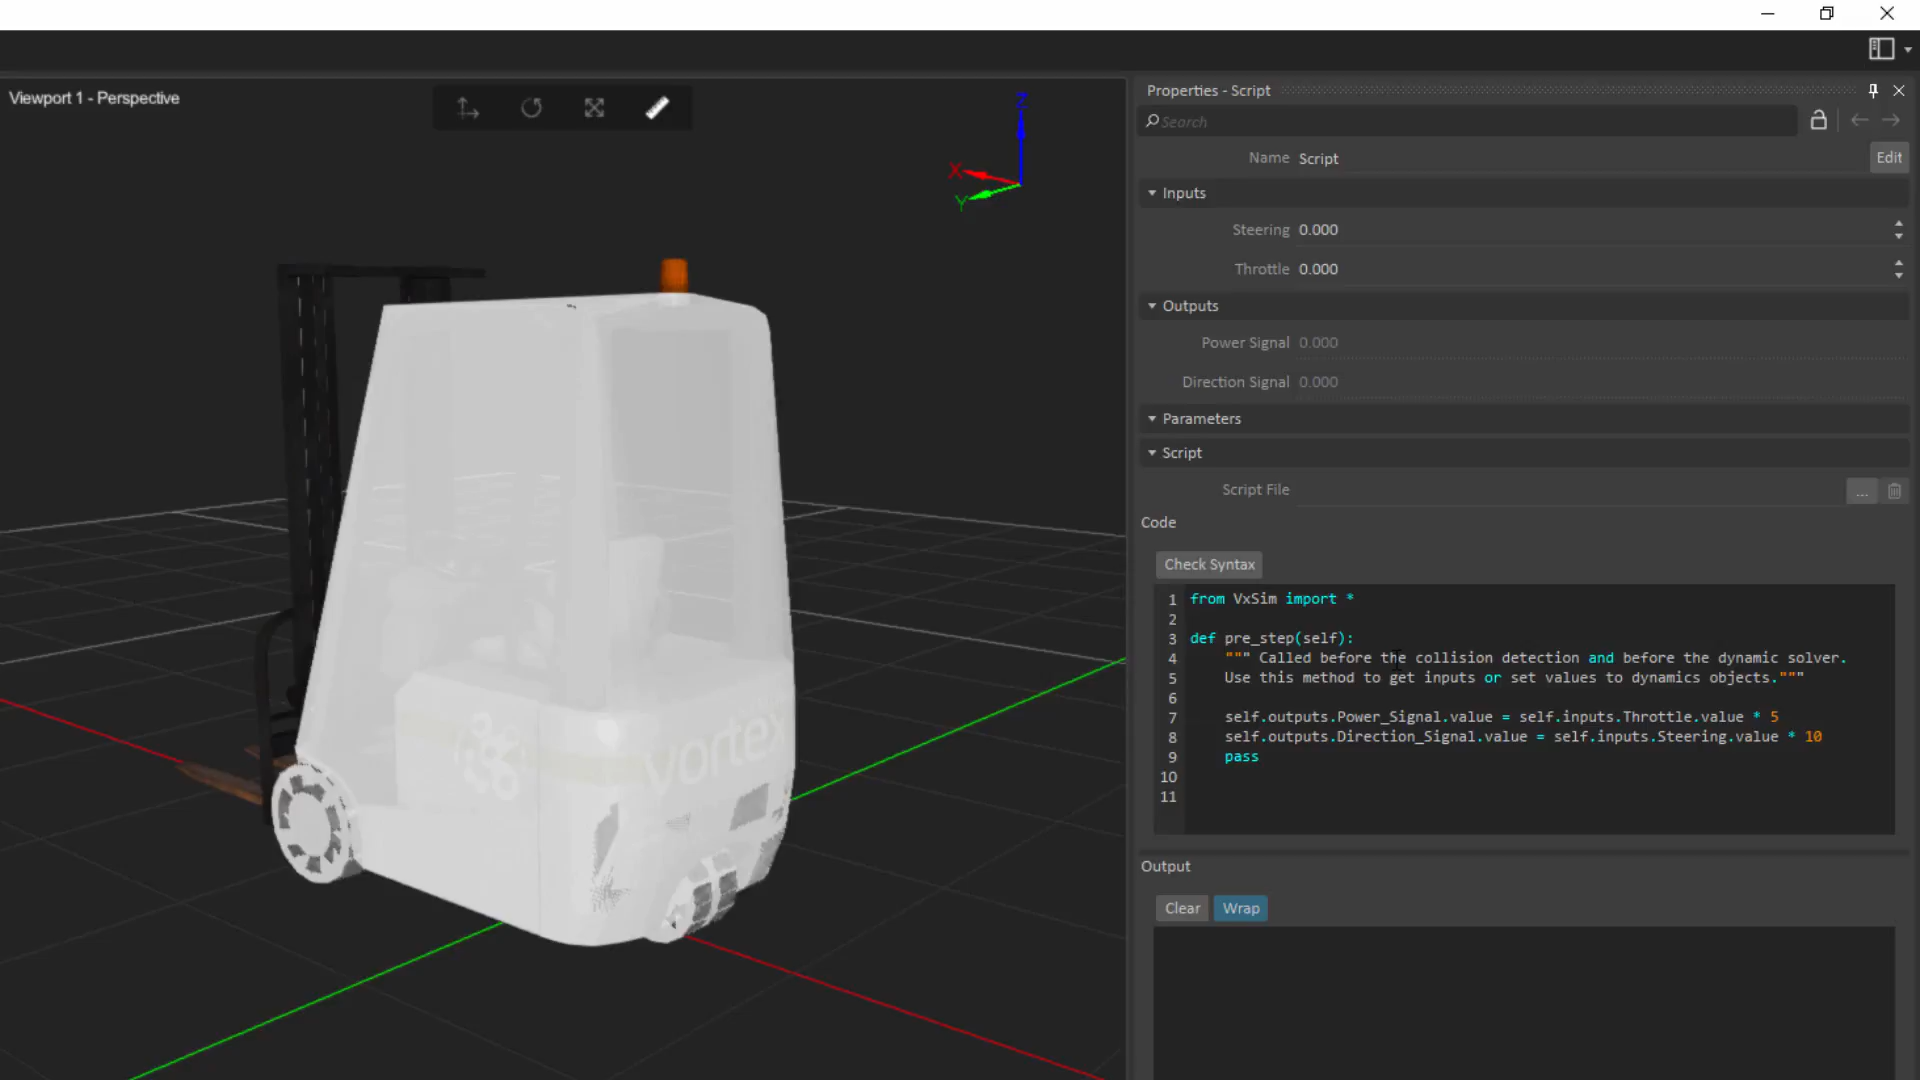 Viewport 1 - Perspective
Z
X
Y
vortex
Properties - Script
Search
Name Script
Edit
Inputs
Steering 0.000
Throttle 0.000
Outputs
Power Signal 0.000
Direction Signal 0.000
Parameters
Script
Script File
...
Code
Check Syntax
1 from VxSim import *
2
3 def pre_step(self):
4 """ Called before the collision detection and before the dynamic solver.
5 Use this method to get inputs or set values to dynamics objects."""
6
7 self.outputs.Power_Signal.value = self.inputs.Throttle.value * 5
8 self.outputs.Direction_Signal.value = self.inputs.Steering.value * 10
9 pass
10
11
Output
Clear Wrap